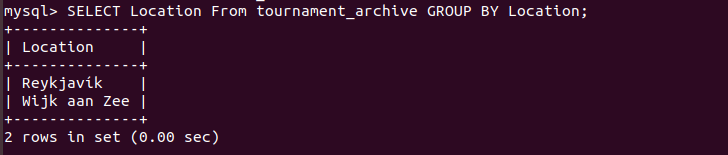 mysql> SELECT Location From tournament_archive GROUP BY Location;
+--------------+
| Location     |
+--------------+
| Reykjavík    |
| Wijk aan Zee |
+--------------+
2 rows in set (0.00 sec)